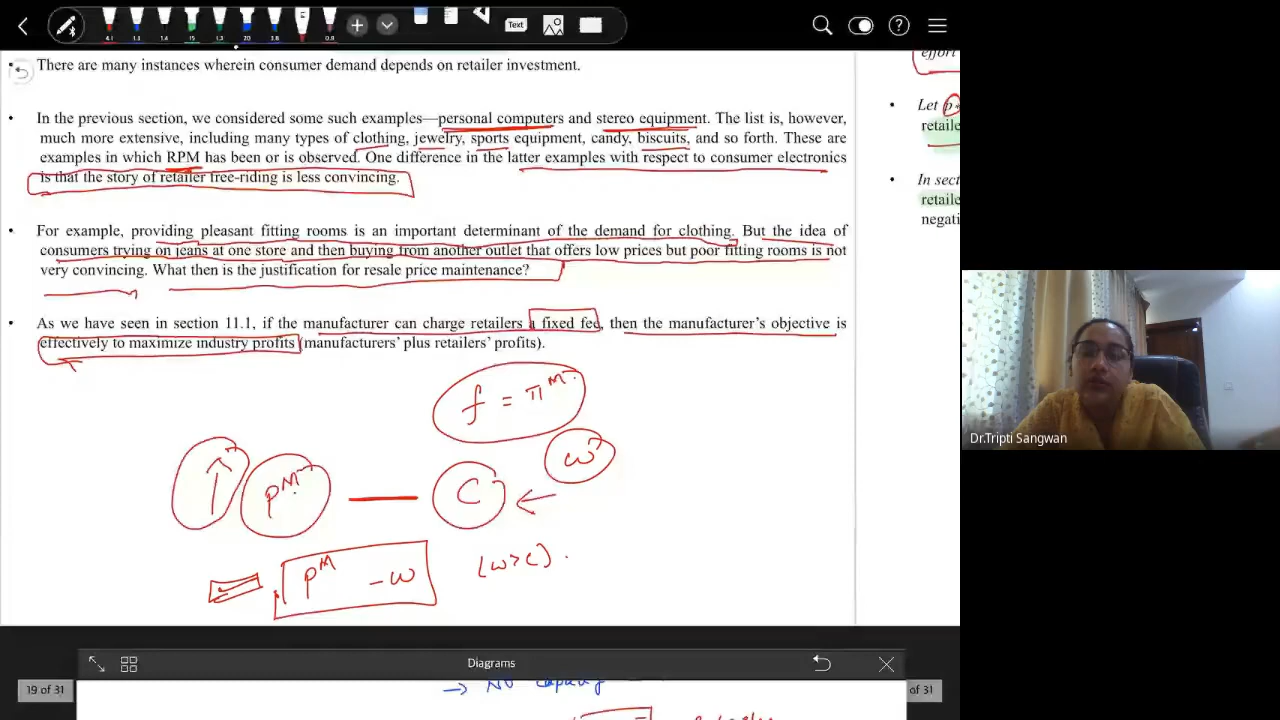 Text
There are many instances wherein consumer demand depends on retailer investment.
In the previous section, we considered some such examples—personal computers and stereo equipment. The list is, however,
much more extensive, including many types of clothing, jewelry, sports equipment, candy, biscuits, and so forth. These are
examples in which RPM has been or is observed. One difference in the latter examples with respect to consumer electronics
is that the story of retailer free-riding is less convincing.
For example, providing pleasant fitting rooms is an important determinant of the demand for clothing. But the idea of
consumers trying on jeans at one store and then buying from another outlet that offers low prices but poor fitting rooms is not
very convincing. What then is the justification for resale price maintenance?
As we have seen in section 11.1, if the manufacturer can charge retailers a fixed fee, then the manufacturer's objective is
effectively to maximize industry profits (manufacturers' plus retailers' profits).
f = π^M
w
↑ p^M — C ←
p^M - w (w>c).
effort
Let p*
retaile
In sect
retaile
negati
Dr.Tripti Sangwan
Diagrams
19 of 31
of 31
→ No capacity